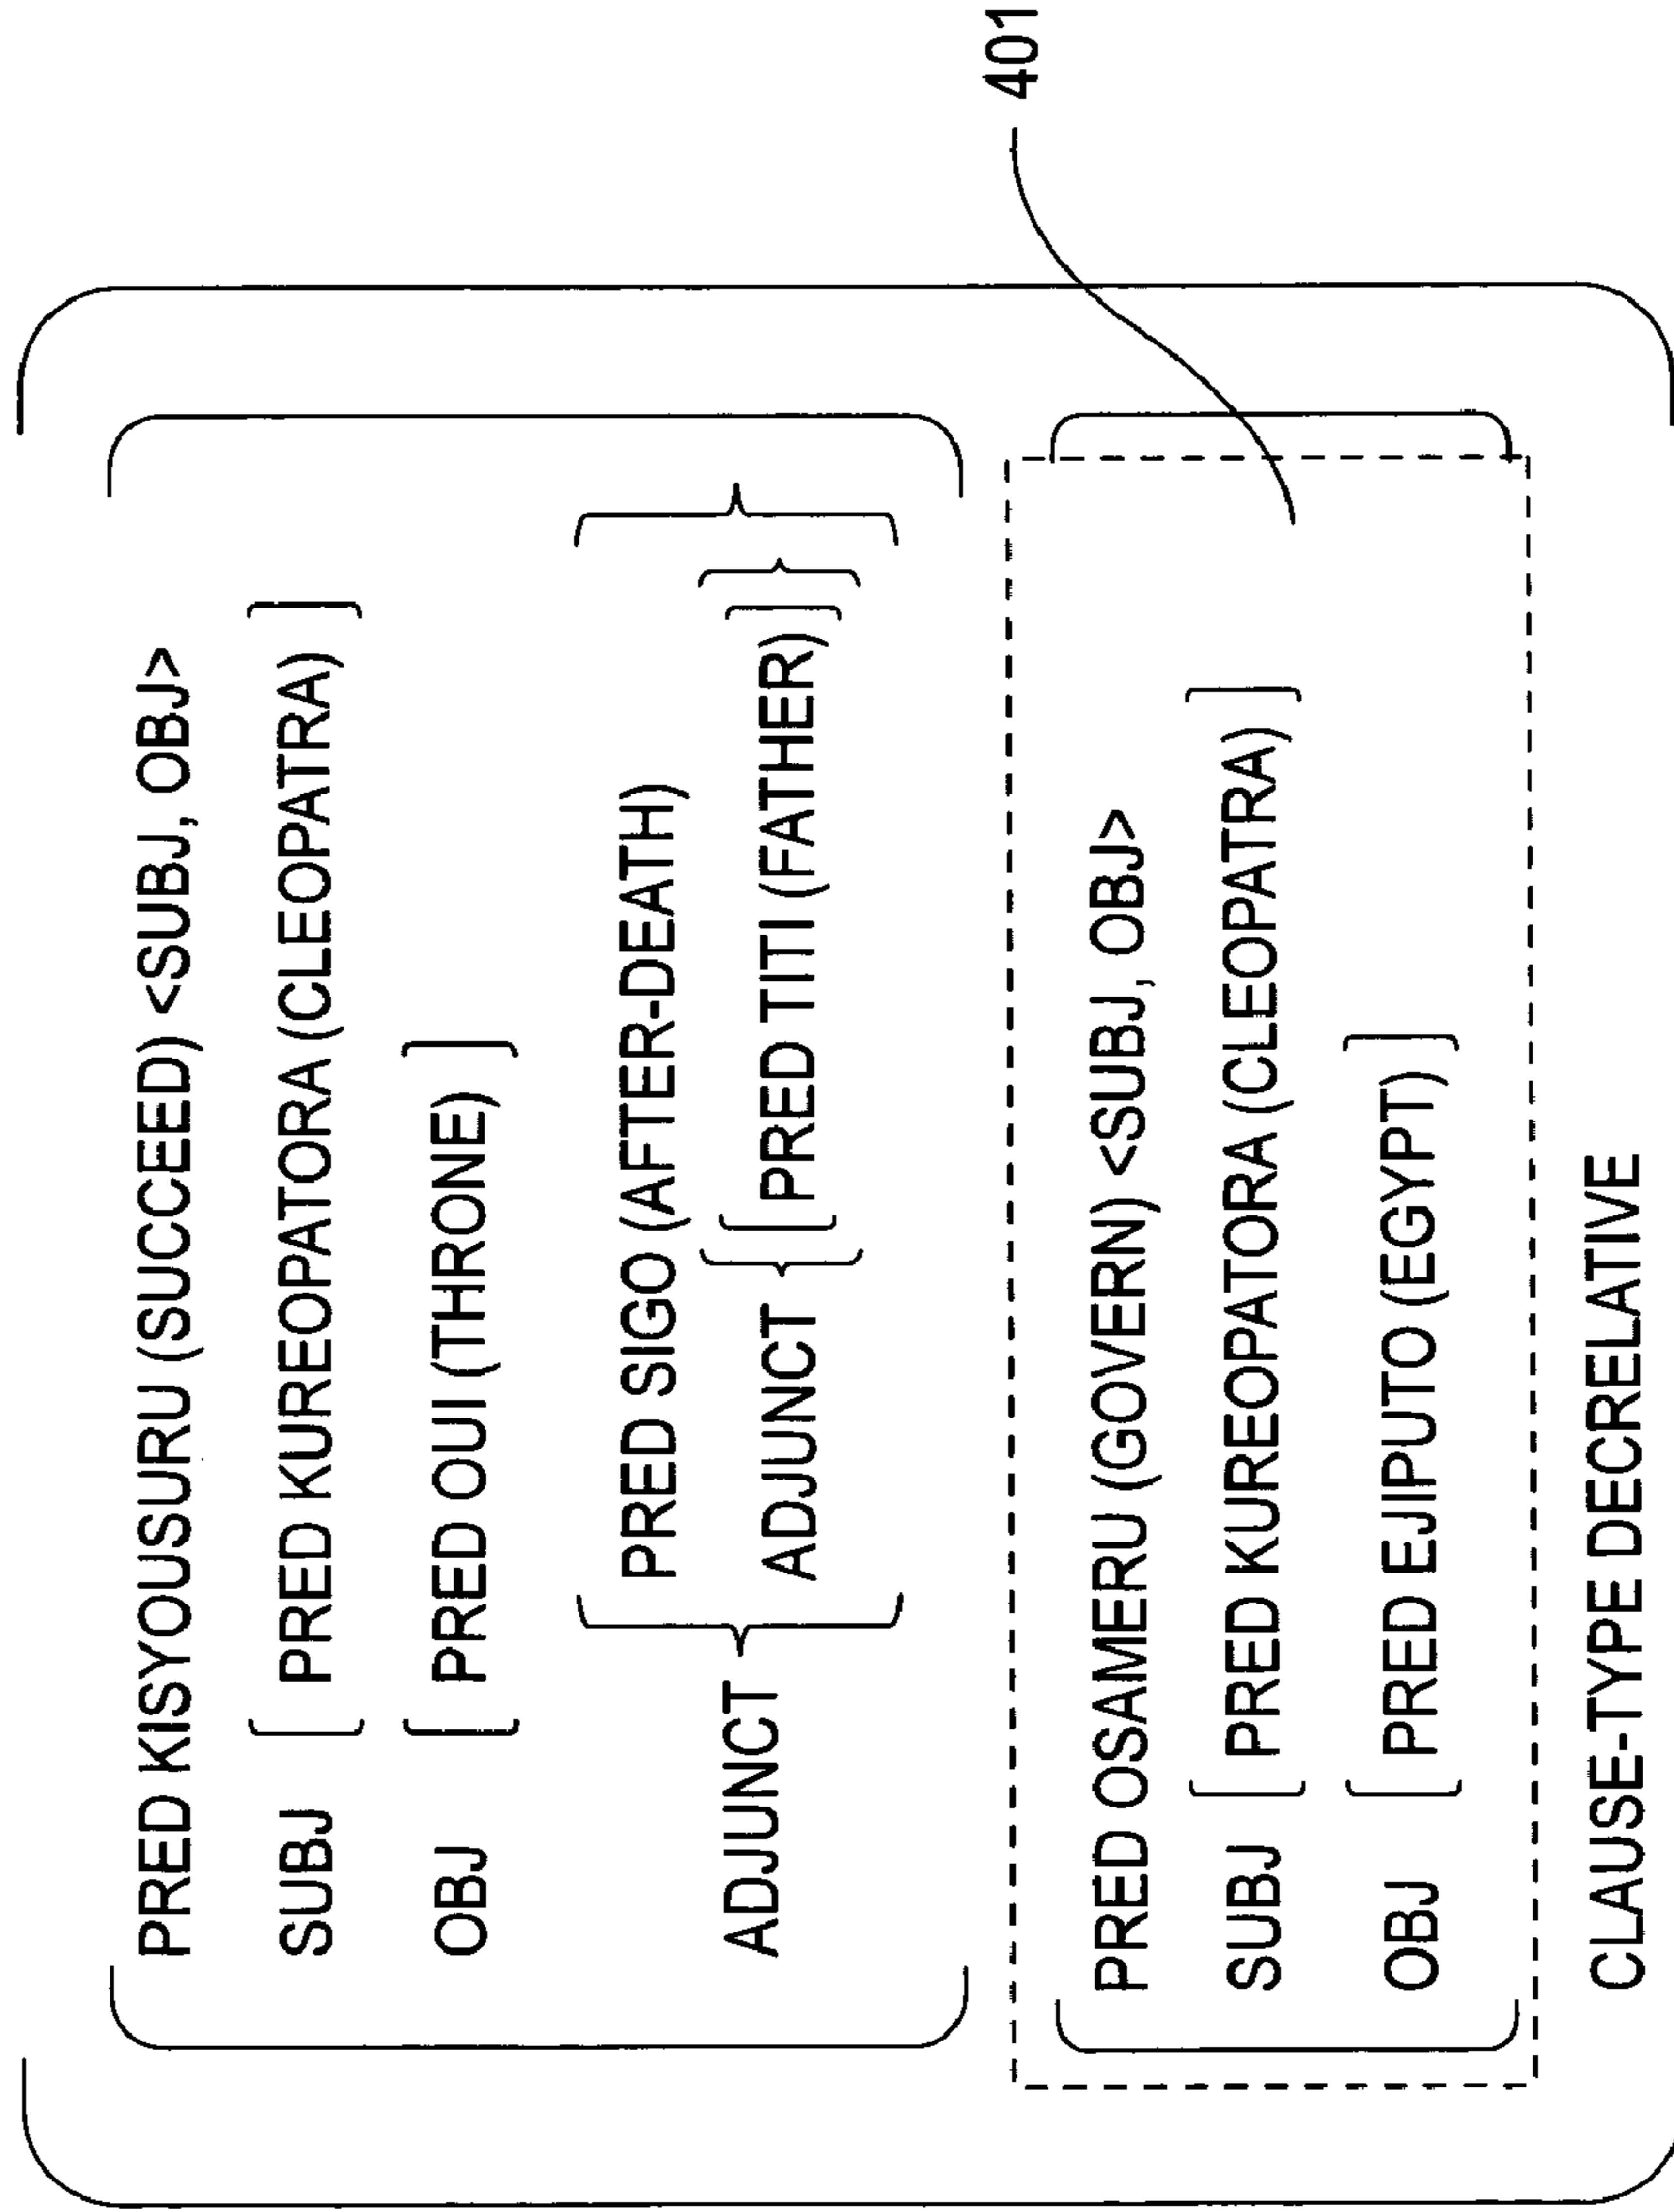 PRED KISYOUSURU (SUCCEED) <SUBJ, OBJ>
SUBJ [PRED KUREOPATORA (CLEOPATRA)]
OBJ [PRED OUI (THRONE)]
PRED SIGO (AFTER-DEATH)
ADJUNCT { ADJUNCT {[PRED TITI (FATHER)]}}
PRED OSAMERU (GOVERN) <SUBJ, OBJ>
SUBJ [PRED KUREOPATORA (CLEOPATRA)]
OBJ [PRED EJIPUTO (EGYPT)]
CLAUSE-TYPE DECRELATIVE
401